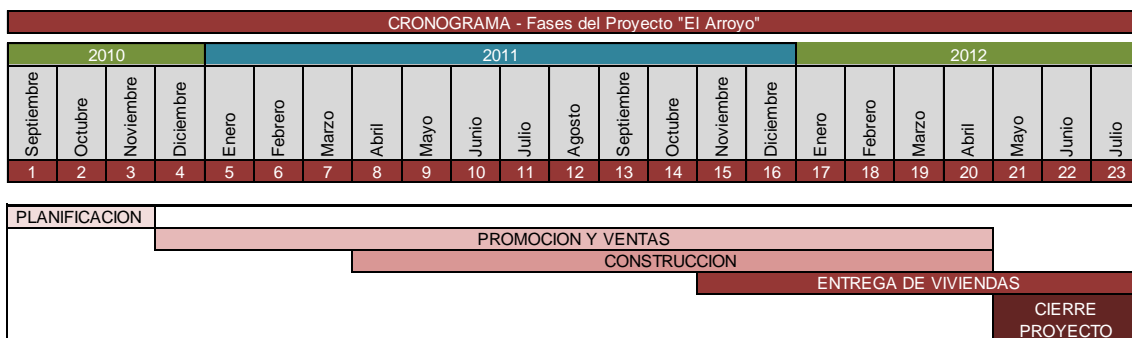 CRONOGRAMA - Fases del Proyecto "El Arroyo"
2010 2011 2012
Septiembre Octubre Noviembre Diciembre Enero Febrero Marzo Abril Mayo Junio Julio Agosto Septiembre Octubre Noviembre Diciembre Enero Febrero Marzo Abril Mayo Junio Julio
1 2 3 4 5 6 7 8 9 10 11 12 13 14 15 16 17 18 19 20 21 22 23
PLANIFICACION
PROMOCION Y VENTAS
CONSTRUCCION
ENTREGA DE VIVIENDAS
CIERRE
PROYECTO